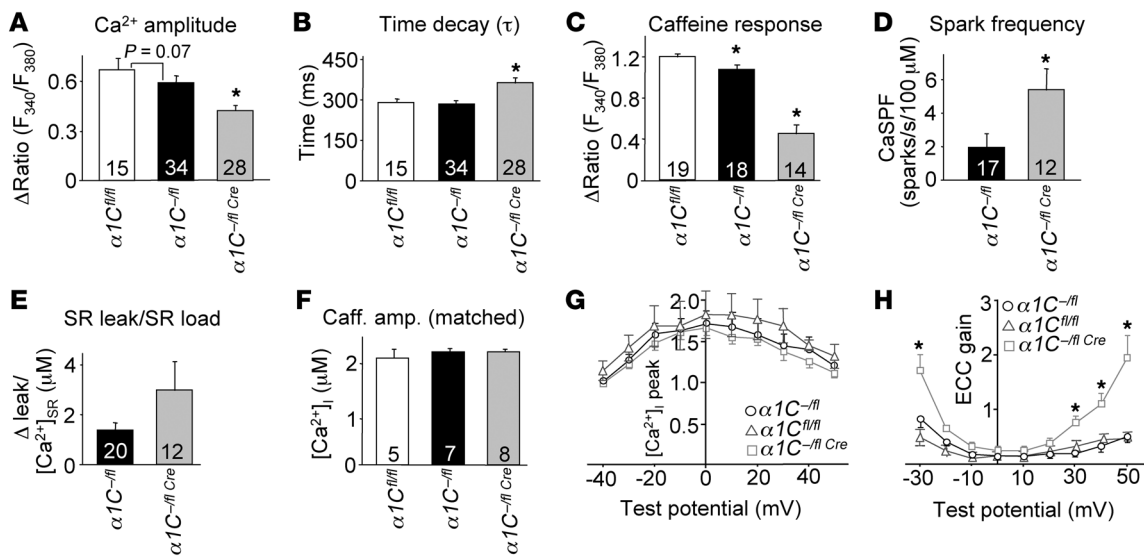 A
Ca²⁺ amplitude
P = 0.07
ΔRatio (F₃₄₀/F₃₈₀)
0.6
0.3
0
15
34
28
α1Cᶠˡ/ᶠˡ
α1C⁻/ᶠˡ
*
α1C⁻/ᶠˡ Cre
B
Time decay (τ)
Time (ms)
450
300
150
0
15
34
28
*
α1Cᶠˡ/ᶠˡ
α1C⁻/ᶠˡ
α1C⁻/ᶠˡ Cre
C
Caffeine response
ΔRatio (F₃₄₀/F₃₈₀)
1.2
0.8
0.4
0
*
*
19
18
14
α1Cᶠˡ/ᶠˡ
α1C⁻/ᶠˡ
α1C⁻/ᶠˡ Cre
D
Spark frequency
CaSPF
(sparks/s/100 μM)
8
6
4
2
0
*
17
12
α1C⁻/ᶠˡ
α1C⁻/ᶠˡ Cre
E
SR leak/SR load
Δ leak/
[Ca²⁺]SR (μM)
4
2
0
20
12
α1C⁻/ᶠˡ
α1C⁻/ᶠˡ Cre
F
Caff. amp. (matched)
[Ca²⁺]I (μM)
2
1
0
5
7
8
α1Cᶠˡ/ᶠˡ
α1C⁻/ᶠˡ
α1C⁻/ᶠˡ Cre
G
[Ca²⁺]I peak
2.0
1.5
1.0
0.5
α1C⁻/ᶠˡ
α1Cᶠˡ/ᶠˡ
α1C⁻/ᶠˡ Cre
-40 -20 0 20 40
Test potential (mV)
H
ECC gain
3
2
1
α1C⁻/ᶠˡ
α1Cᶠˡ/ᶠˡ
α1C⁻/ᶠˡ Cre
*
*
*
*
-30 -10 10 30 50
Test potential (mV)